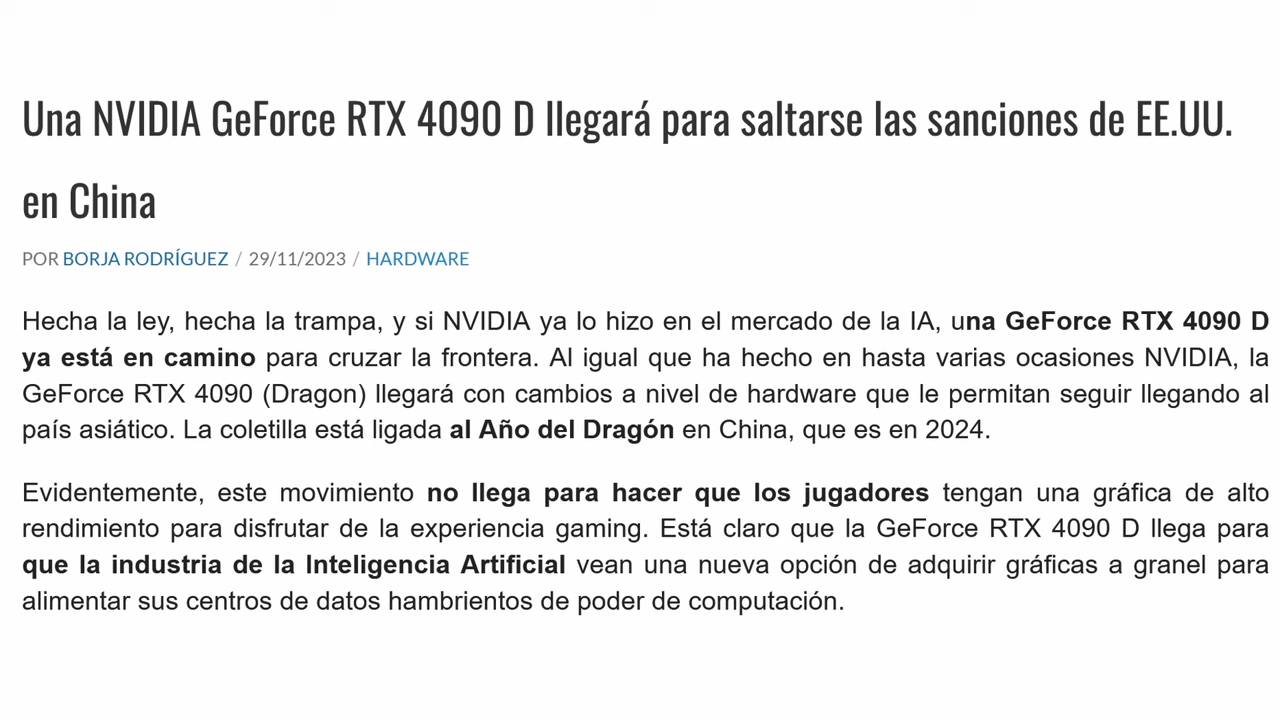 Una NVIDIA GeForce RTX 4090 D llegará para saltarse las sanciones de EE.UU.
en China
POR BORJA RODRÍGUEZ / 29/11/2023 / HARDWARE
Hecha la ley, hecha la trampa, y si NVIDIA ya lo hizo en el mercado de la IA, una GeForce RTX 4090 D
ya está en camino para cruzar la frontera. Al igual que ha hecho en hasta varias ocasiones NVIDIA, la
GeForce RTX 4090 (Dragon) llegará con cambios a nivel de hardware que le permitan seguir llegando al
país asiático. La coletilla está ligada al Año del Dragón en China, que es en 2024.
Evidentemente, este movimiento no llega para hacer que los jugadores tengan una gráfica de alto
rendimiento para disfrutar de la experiencia gaming. Está claro que la GeForce RTX 4090 D llega para
que la industria de la Inteligencia Artificial vean una nueva opción de adquirir gráficas a granel para
alimentar sus centros de datos hambrientos de poder de computación.